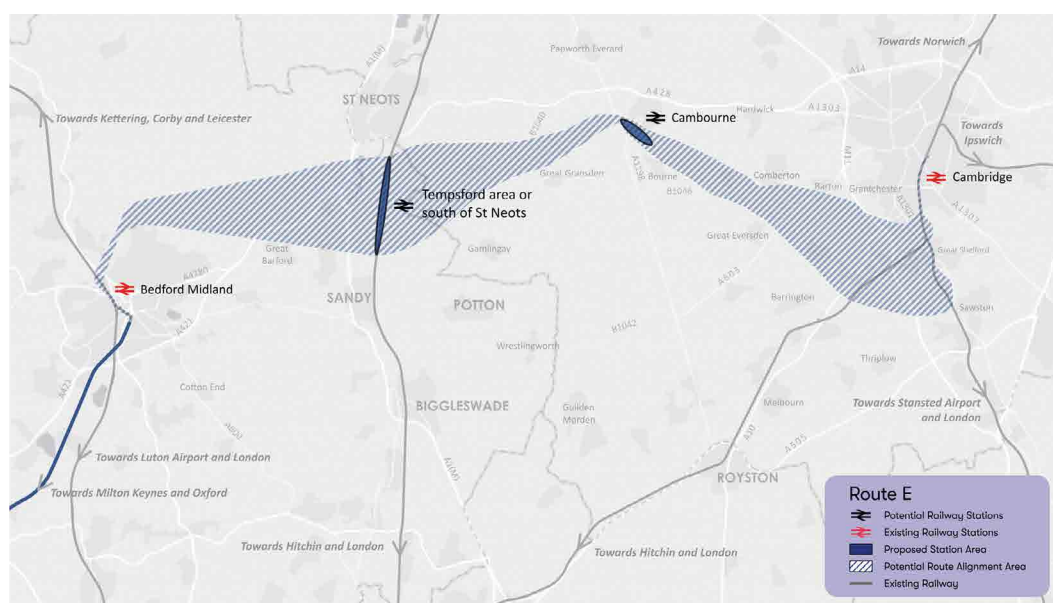 Towards Norwich
Papworth Everard
A1(M)
A14
ST NEOTS
A428
Hardwick
A1303
Towards Kettering, Corby and Leicester
Cambourne
B1040
M11
Towards
Ipswich
A1198
Bourne
Great Gransden
Comberton
Barton
Grantchester
Cambridge
B1046
A1307
Tempsford area or
south of St Neots
Great Eversden
Great
Barford
Gamlingay
Great Shelford
A4280
A603
Bedford Midland
SANDY
POTTON
Barrington
Sawston
A421
B1042
Wrestlingworth
Thriplow
Cotton End
BIGGLESWADE
Guilden
Morden
Melbourn
Towards Stansted Airport
and London
A600
A10
A505
Towards Luton Airport and London
A1(M)
ROYSTON
Towards Milton Keynes and Oxford
Towards Hitchin and London
Towards Hitchin and London
Route E
Potential Railway Stations
Existing Railway Stations
Proposed Station Area
Potential Route Alignment Area
Existing Railway